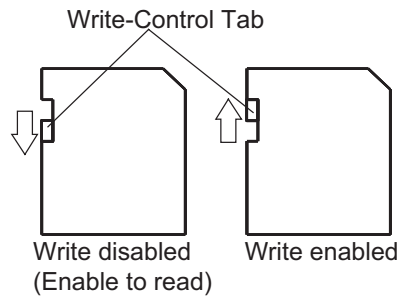 Write-Control Tab
Write disabled
(Enable to read)
Write enabled